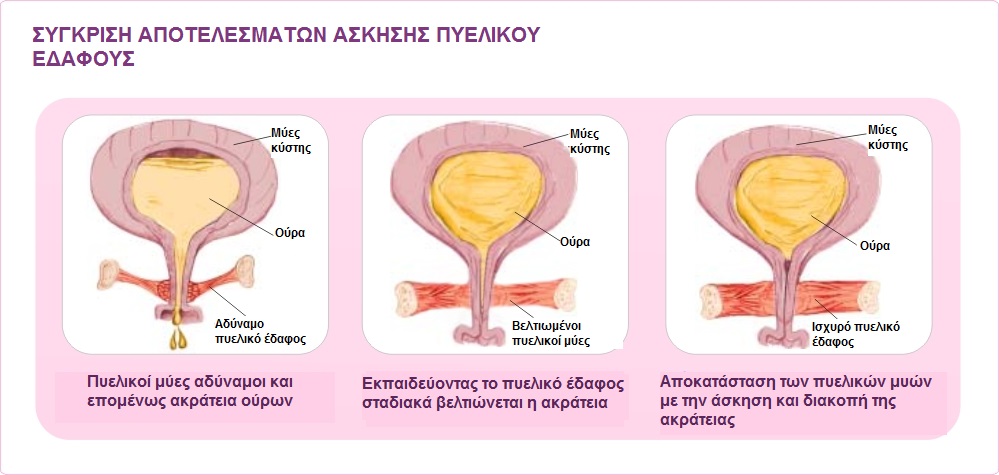 ΣΥΓΚΡΙΣΗ ΑΠΟΤΕΛΕΣΜΑΤΩΝ ΑΣΚΗΣΗΣ ΠΥΕΛΙΚΟΥ
ΕΔΑΦΟΥΣ
Μύες
κύστης
Ούρα
Αδύναμο
πυελικό έδαφος
Πυελικοί μύες αδύναμοι και
επομένως ακράτεια ούρων
Μύες
κύστης
Ούρα
Βελτιωμένοι
πυελικοί μύες
Εκπαιδεύοντας το πυελικό έδαφος
σταδιακά βελτιώνεται η ακράτεια
Μύες
κύστης
Ούρα
Ισχυρό πυελικό
έδαφος
Αποκατάσταση των πυελικών μυών
με την άσκηση και διακοπή της
ακράτειας